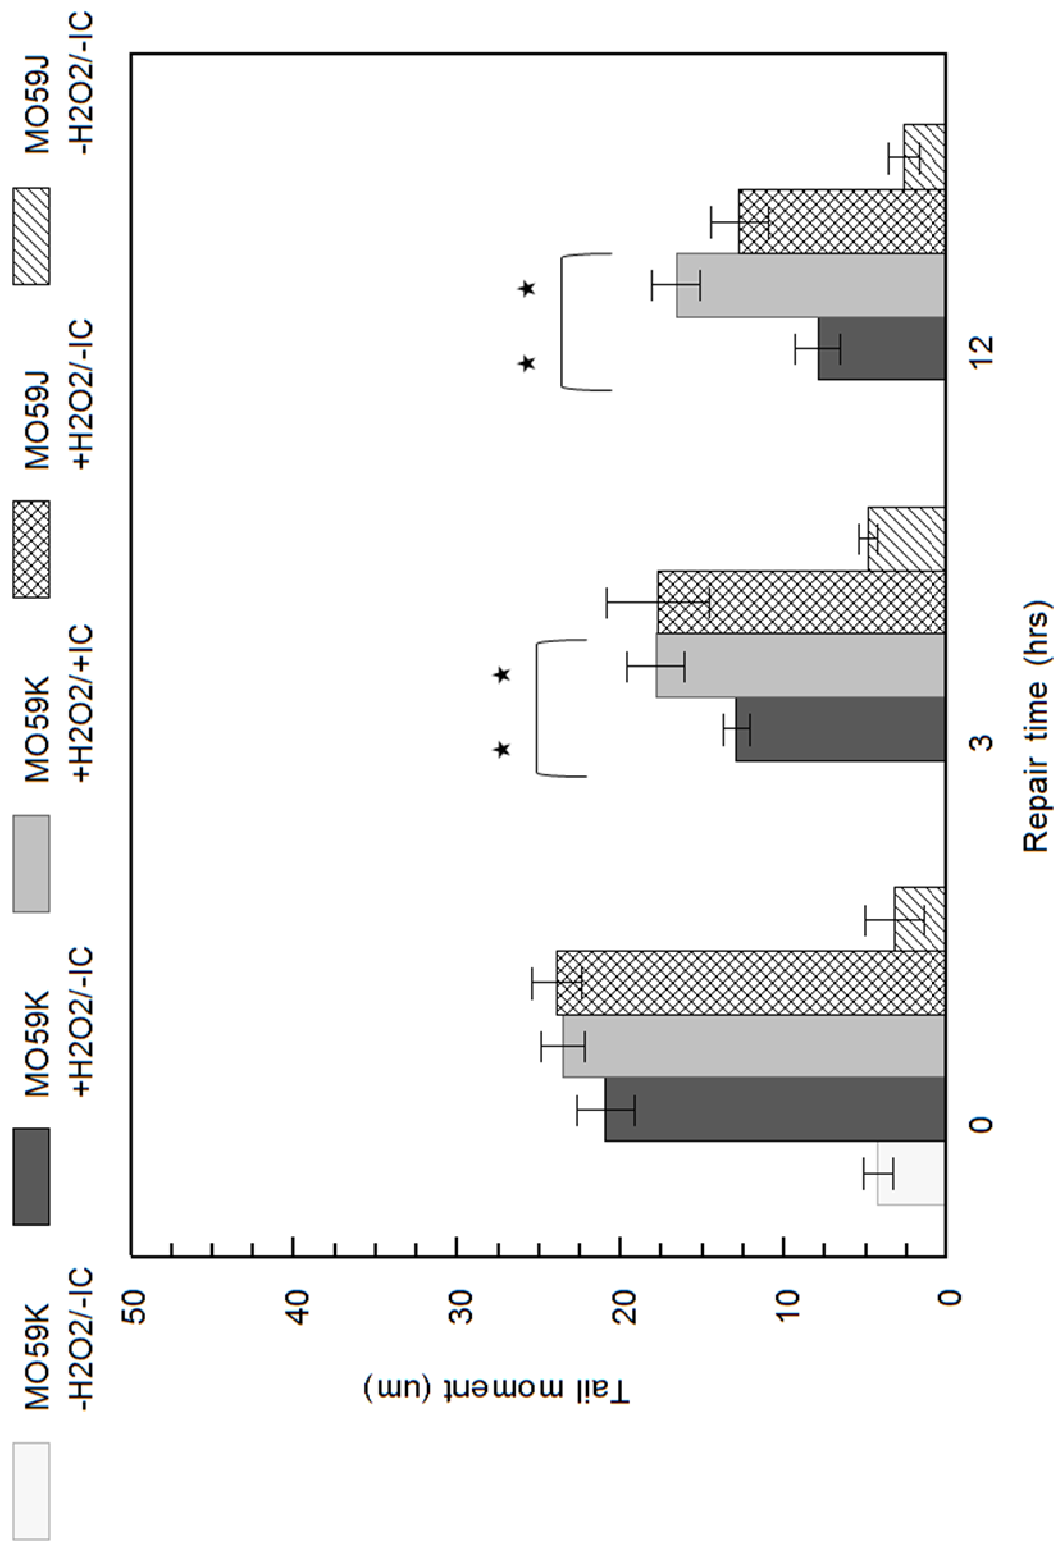 MO59K
-H2O2/-IC
MO59K
+H2O2/-IC
MO59K
+H2O2/+IC
MO59J
+H2O2/-IC
MO59J
-H2O2/-IC
50
40
30
20
10
0
Tail moment (um)
★ ★
★ ★
0
3
12
Repair time (hrs)